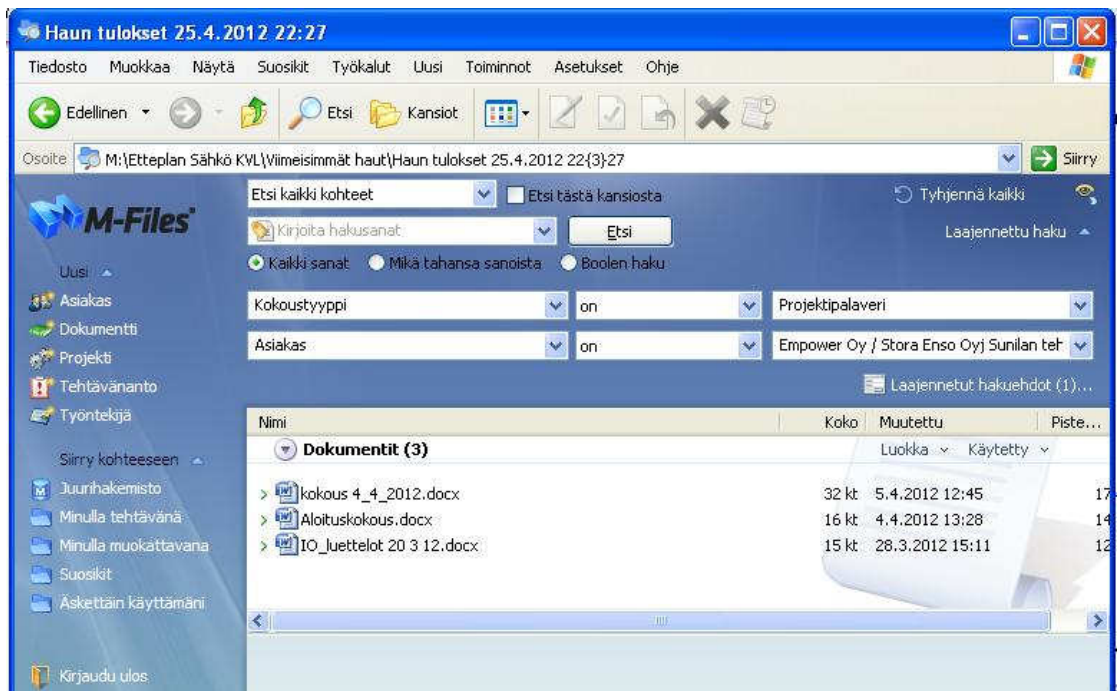 Haun tulokset 25.4.2012 22:27
Tiedosto Muokkaa Näytä Suosikit Työkalut Uusi Toiminnot Asetukset Ohje
Edellinen Etsi Kansiot
Osoite M:\Etteplan Sähkö KVL\Viimeisimmät haut\Haun tulokset 25.4.2012 22{3}27 Siirry
M-Files
Etsi kaikki kohteet Etsi tästä kansiosta Tyhjennä kaikki
Kirjoita hakusanat Etsi Laajennettu haku
Kaikki sanat Mikä tahansa sanoista Boolen haku
Kokoustyyppi on Projektipalaveri
Asiakas on Empower Oy / Stora Enso Oyj Sunilan teh
Laajennetut hakuehdot (1)...
Uusi
Asiakas
Dokumentti
Projekti
Tehtävänanto
Työntekijä
Siirry kohteeseen
Juurihakemisto
Minulla tehtävänä
Minulla muokattavana
Suosikit
Äskettäin käyttämäni
Kirjaudu ulos
Nimi Koko Muutettu Piste...
Dokumentit (3) Luokka Käytetty
kokous 4_4_2012.docx 32 kt 5.4.2012 12:45 17
Aloituskokous.docx 16 kt 4.4.2012 13:28 14
IO_luettelot 20 3 12.docx 15 kt 28.3.2012 15:11 12